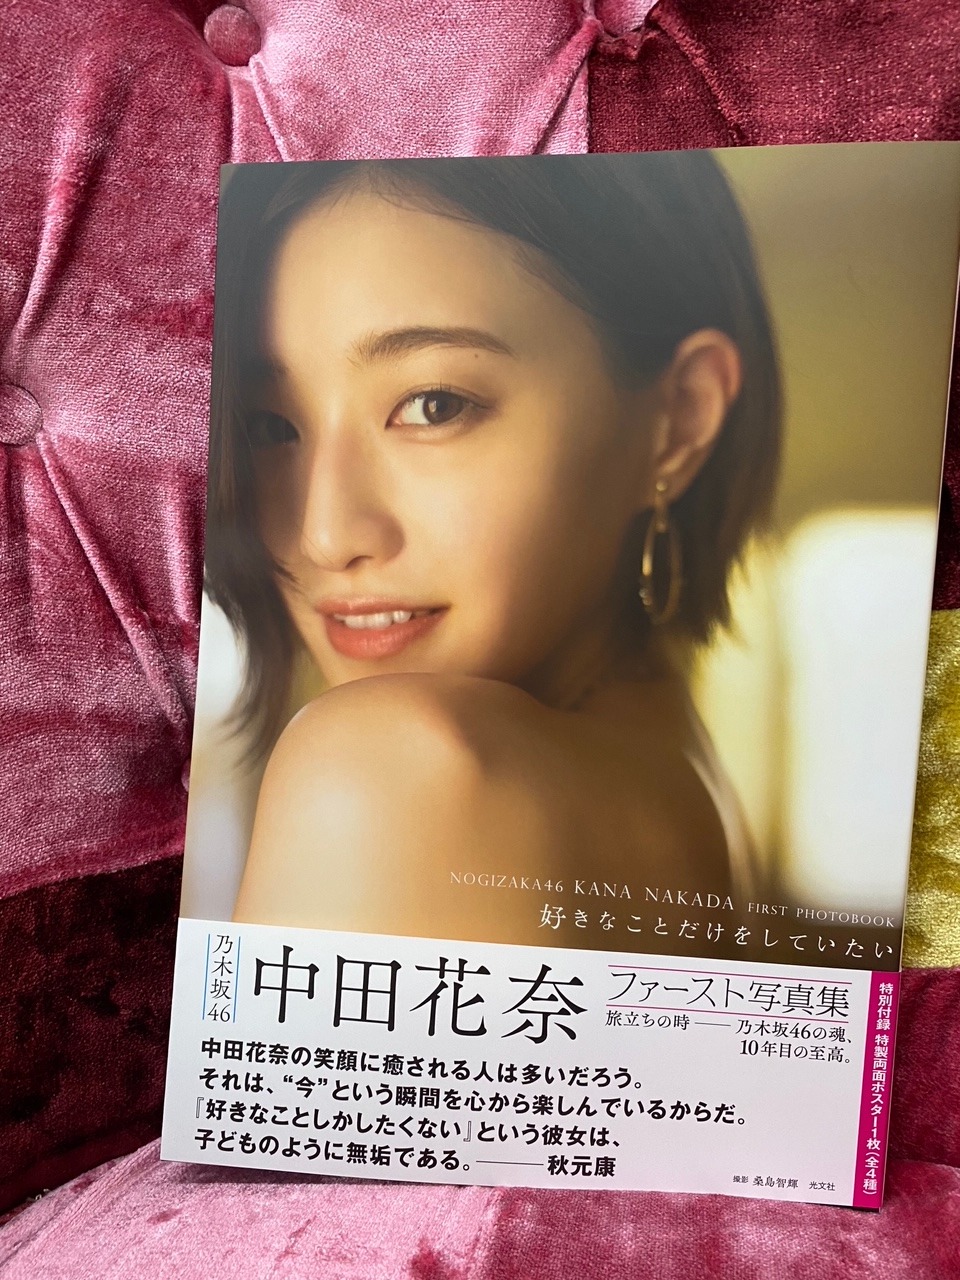 NOGIZAKA46 KANA NAKADA FIRST PHOTOBOOK
好きなことだけをしていたい
乃木坂46
中田花奈
ファースト写真集
旅立ちの時——乃木坂46の魂、
10年目の至高。
中田花奈の笑顔に癒される人は多いだろう。
それは、“今”という瞬間を心から楽しんでいるからだ。
『好きなことしかしたくない』という彼女は、
子どものように無垢である。——秋元康
撮影 桑島智輝 光文社
特別付録 特製両面ポスター1枚(全4種)